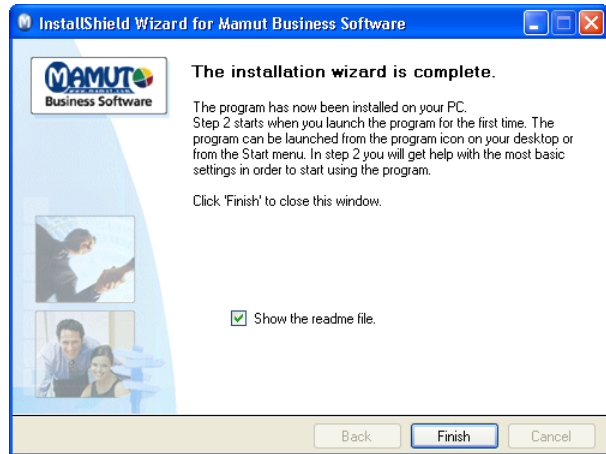 InstallShield Wizard for Mamut Business Software
MAMUT
www.mamut.com
Business Software
The installation wizard is complete.
The program has now been installed on your PC.
Step 2 starts when you launch the program for the first time. The
program can be launched from the program icon on your desktop or
from the Start menu. In step 2 you will get help with the most basic
settings in order to start using the program.
Click 'Finish' to close this window.
Show the readme file.
Back Finish Cancel